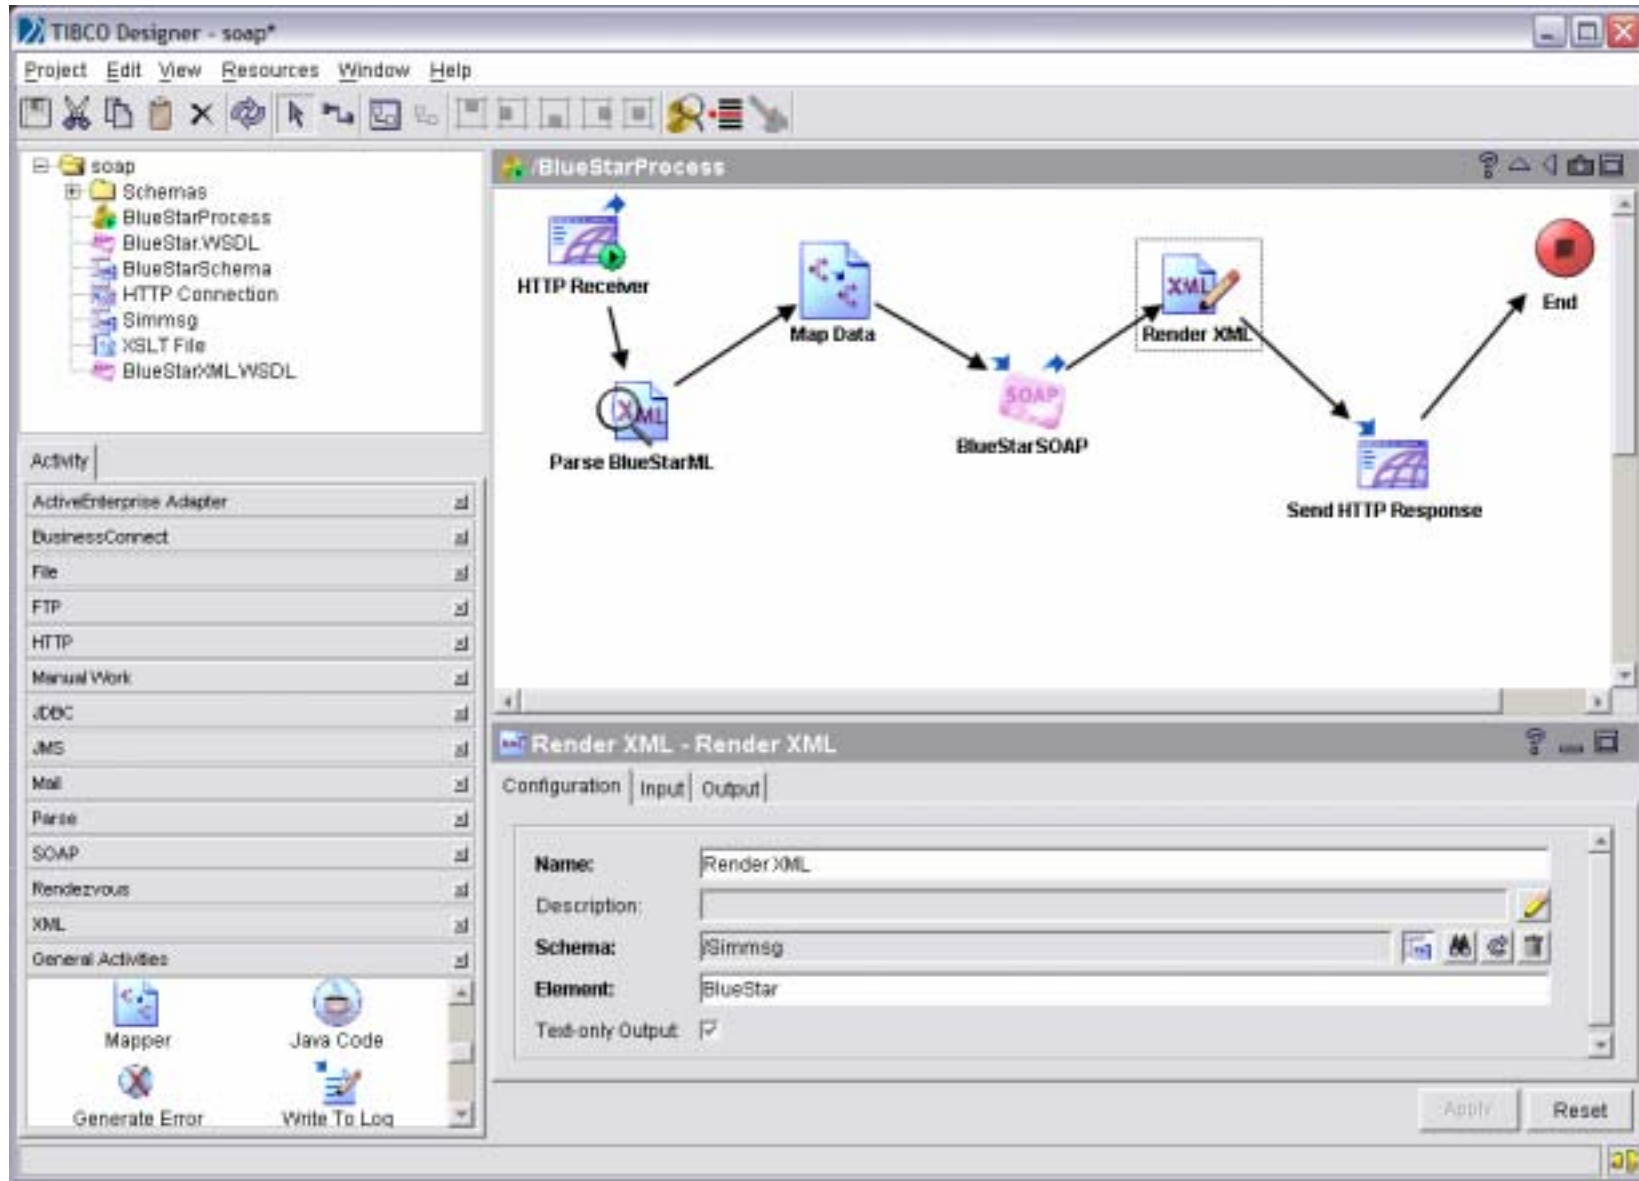 TIBCO Designer - soap*
Project Edit View Resources Window Help
soap
Schemas
BlueStarProcess
BlueStar.WSDL
BlueStarSchema
HTTP Connection
Simmsg
XSLT File
BlueStarXML.WSDL
Activity
ActiveEnterprise Adapter
BusinessConnect
File
FTP
HTTP
Manual Work
JDBC
JMS
Mail
Parse
SOAP
Rendezvous
XML
General Activities
Mapper
Java Code
Generate Error
Write To Log
/BlueStarProcess
HTTP Receiver
Map Data
XML
Render XML
End
XML
Parse BlueStarML
SOAP
BlueStarSOAP
Send HTTP Response
Render XML - Render XML
Configuration Input Output
Name: Render XML
Description:
Schema: /Simmsg
Element: BlueStar
Text-only Output
Apply Reset